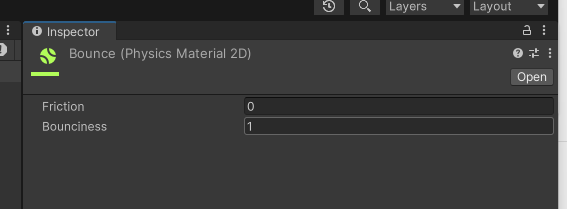 Layers
Layout
Inspector
Bounce (Physics Material 2D)
Open
Friction
0
Bounciness
1